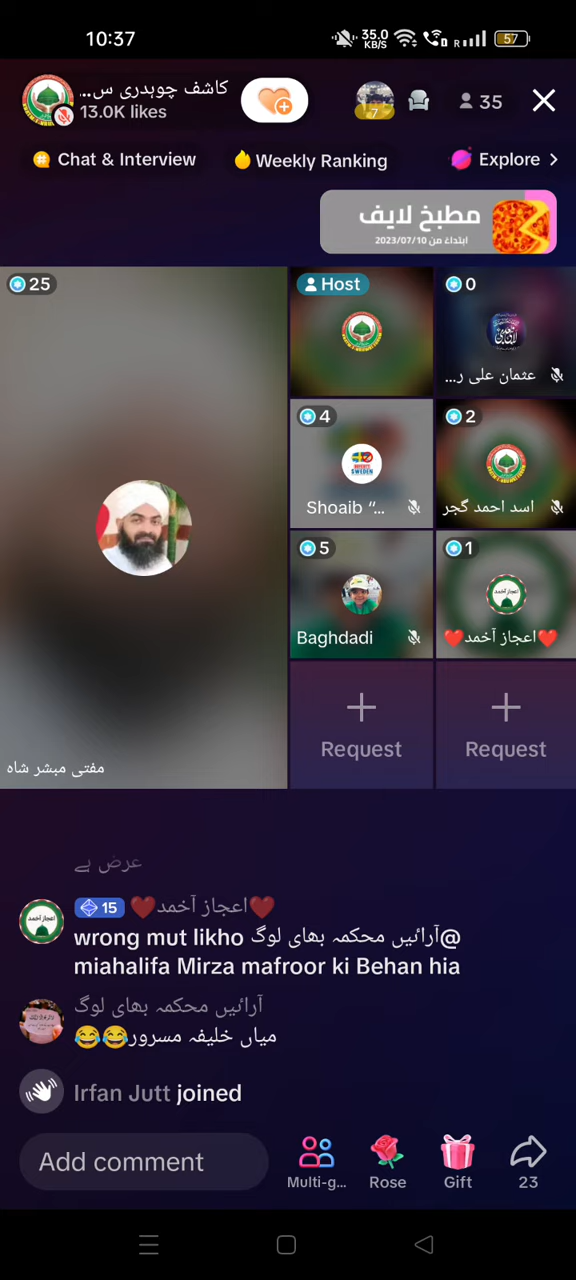 10:37
35.0 KB/S
R
57
کاشف چوہدری س...
13.0K likes
7
35
Chat & Interview
Weekly Ranking
Explore >
مطبخ لايف
ابتداءً من 2023/07/10
25
Host
0
عثمان علی ر...
4
Shoaib “...
2
اسد احمد گجر
5
Baghdadi
1
❤️اعجاز آحمد❤️
مفتی مبشر شاہ
Request
Request
عرض ہے
15 ❤️اعجاز آخمد❤️
@آرائیں محکمہ بھای لوگ wrong mut likho
miahalifa Mirza mafroor ki Behan hia
آرائیں محکمہ بھای لوگ
میاں خلیفہ مسرور😂😂
Irfan Jutt joined
Add comment
Multi-g...
Rose
Gift
23